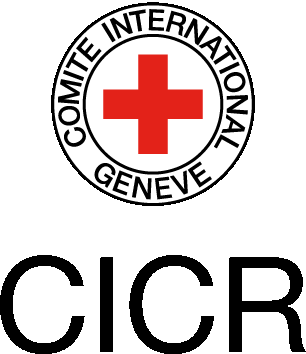 COMITE INTERNATIONAL
GENEVE
CICR